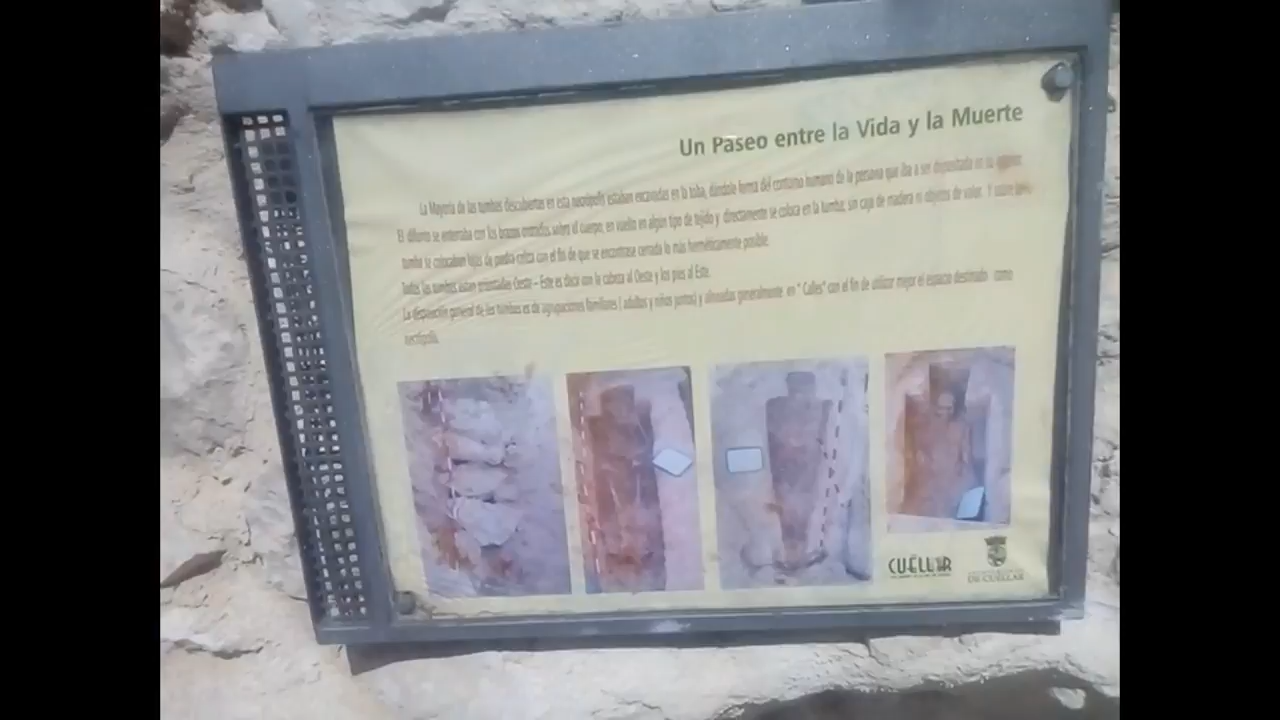 Un Paseo entre la Vida y la Muerte
La Mayoría de las tumbas descubiertas en esta necrópolis estaban excavadas en la toba, dándole forma del contorno humano de la persona que iba a ser depositada en su
El difunto se enterraba con los brazos sobre el cuerpo, en vuelto en algún tipo de tejido y directamente se coloca en la tumba, sin caja de madera ni objetos de valor. Y sobre
tumba se colocaban lajas de piedra caliza con el fin de que se encontrase cerrada lo más herméticamente posible.
Todas las tumbas estan orientadas Oeste – Este es decir con la cabeza al Oeste y los pies al Este.
La disposición general de las tumbas es de agrupaciones familiares ( adultos y niños juntos) y alineadas generalmente en " Calles" con el fin de utilizar mejor el espacio destinado como
necrópolis.
CUÉLLAR
DE CUÉLLAR